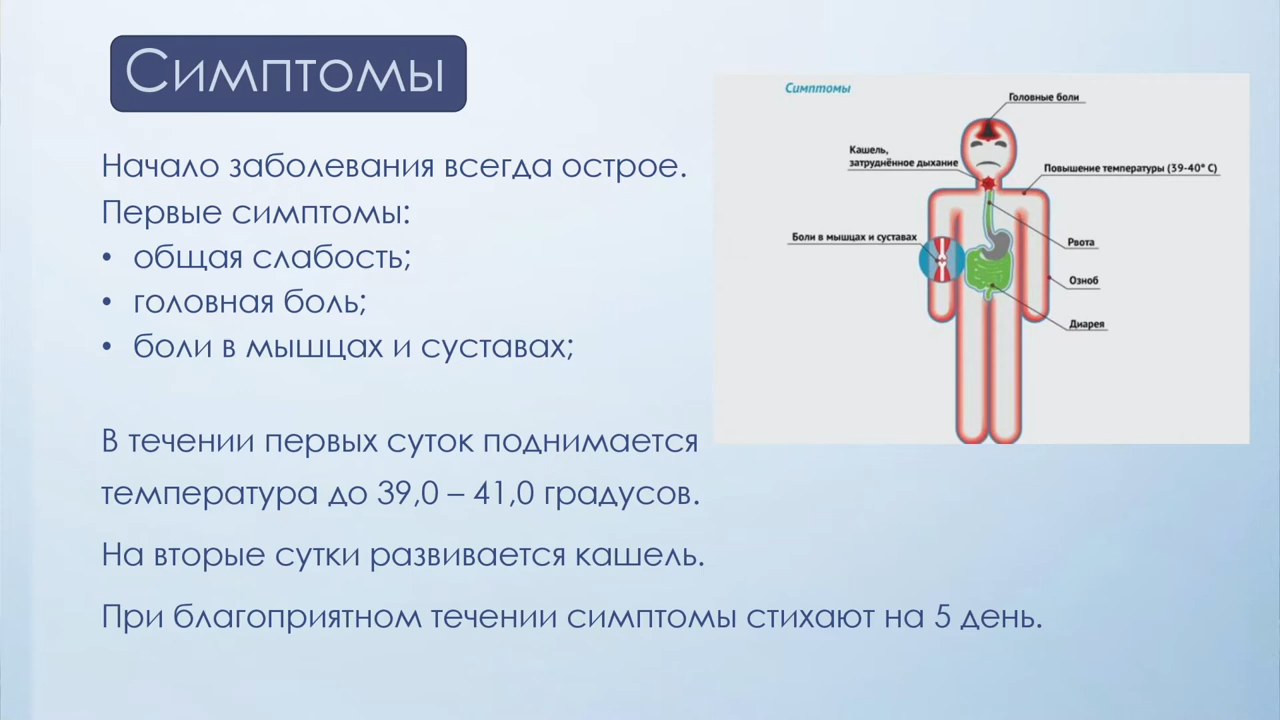 Симптомы
Начало заболевания всегда острое.
Первые симптомы:
• общая слабость;
• головная боль;
• боли в мышцах и суставах;
В течении первых суток поднимается
температура до 39,0 – 41,0 градусов.
На вторые сутки развивается кашель.
При благоприятном течении симптомы стихают на 5 день.
Симптомы
Головные боли
Кашель,
затруднённое дыхание
Повышение температуры (39-40° С)
Боли в мышцах и суставах
Рвота
Озноб
Диарея